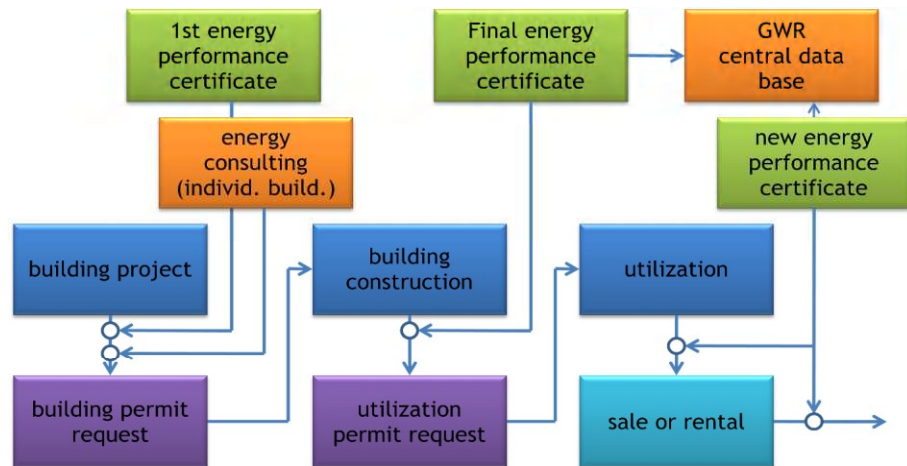 1st energy
performance
certificate
Final energy
performance
certificate
GWR
central data
base
energy
consulting
(individ. build.)
new energy
performance
certificate
building project
building
construction
utilization
building permit
request
utilization
permit request
sale or rental